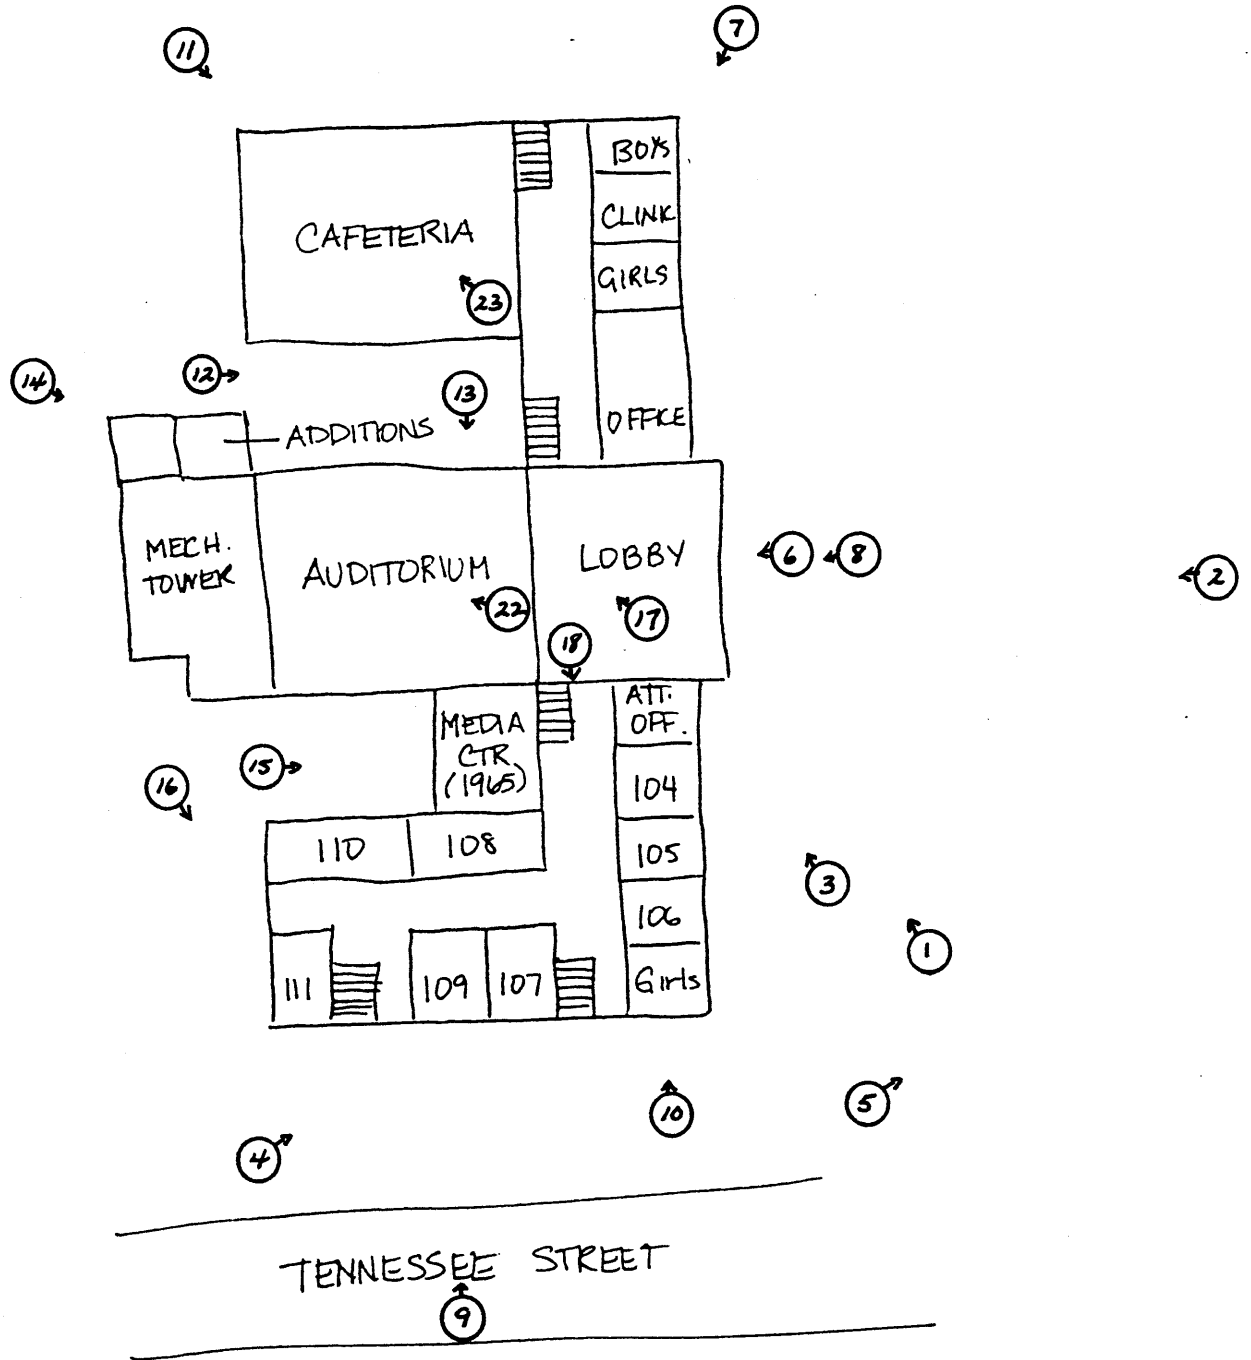 7
11
BOYS
CLINK
CAFETERIA
GIRLS
23
14
12
13
OFFICE
ADDITIONS
MECH.
TOWER
AUDITORIUM
LOBBY
6
8
2
22
17
18
ATT.
OFF.
MEDIA
CTR
(1965)
15
16
104
110
108
105
3
106
1
111
109
107
Girls
10
5
4
TENNESSEE STREET
9